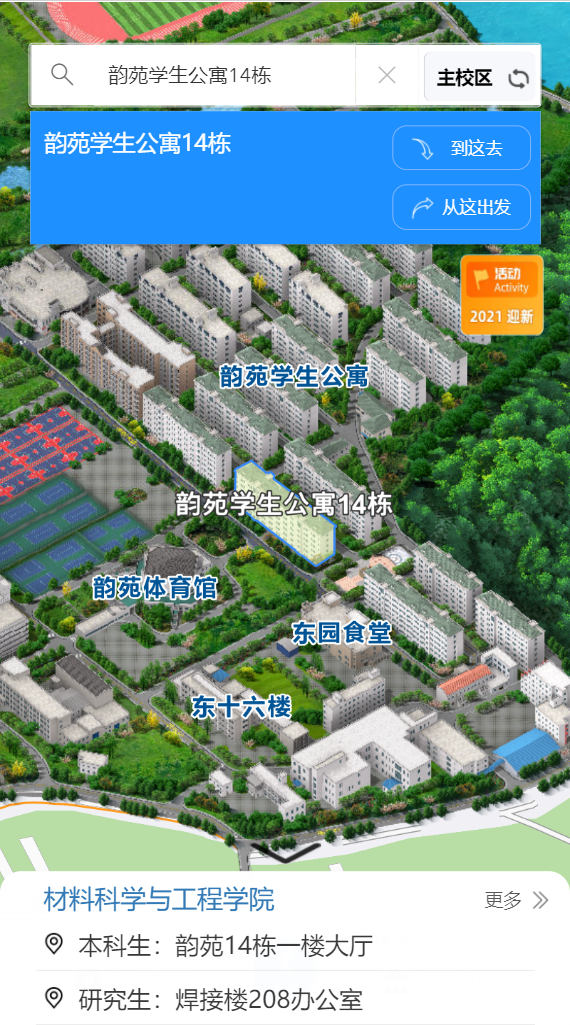 韵苑学生公寓14栋
主校区
韵苑学生公寓14栋
到这去
从这出发
活动
Activity
2021 迎新
韵苑学生公寓
韵苑学生公寓14栋
韵苑体育馆
东园食堂
东十六楼
材料科学与工程学院
更多
本科生：韵苑14栋一楼大厅
研究生：焊接楼208办公室